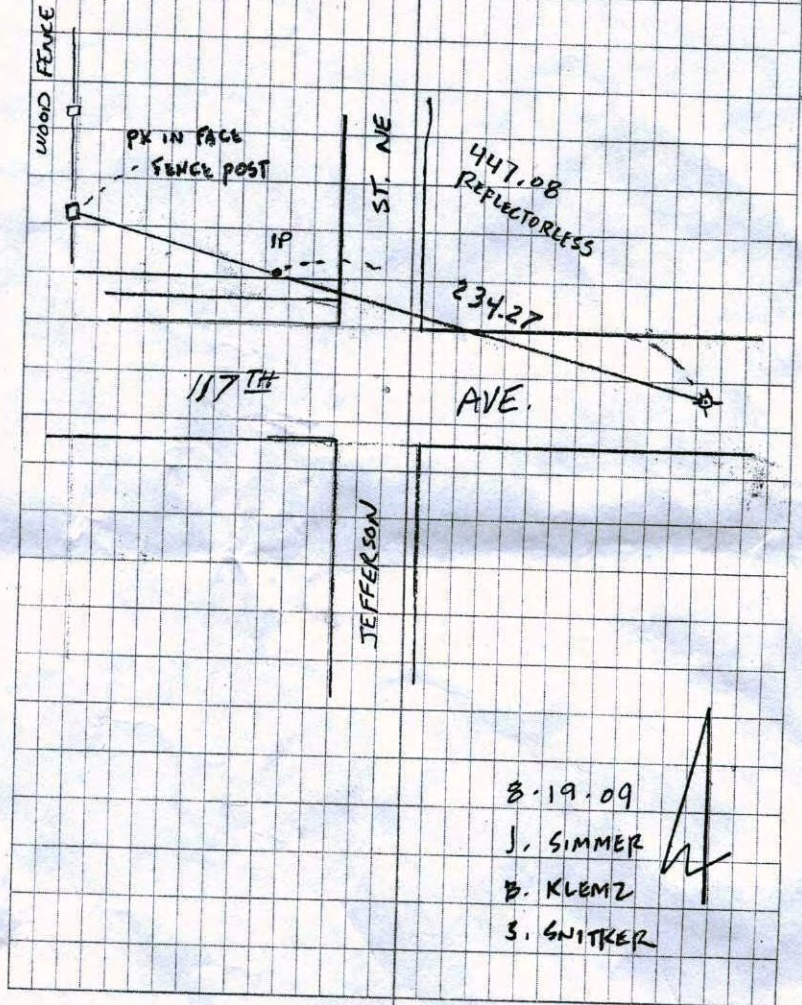 WOOD FENCE
PK IN FACE
FENCE POST
IP
ST. NE
447.08
REFLECTORLESS
234.27
117TH
AVE.
JEFFERSON
8.19.09
J. SIMMER
B. KLEMZ
S. SNITKER
N